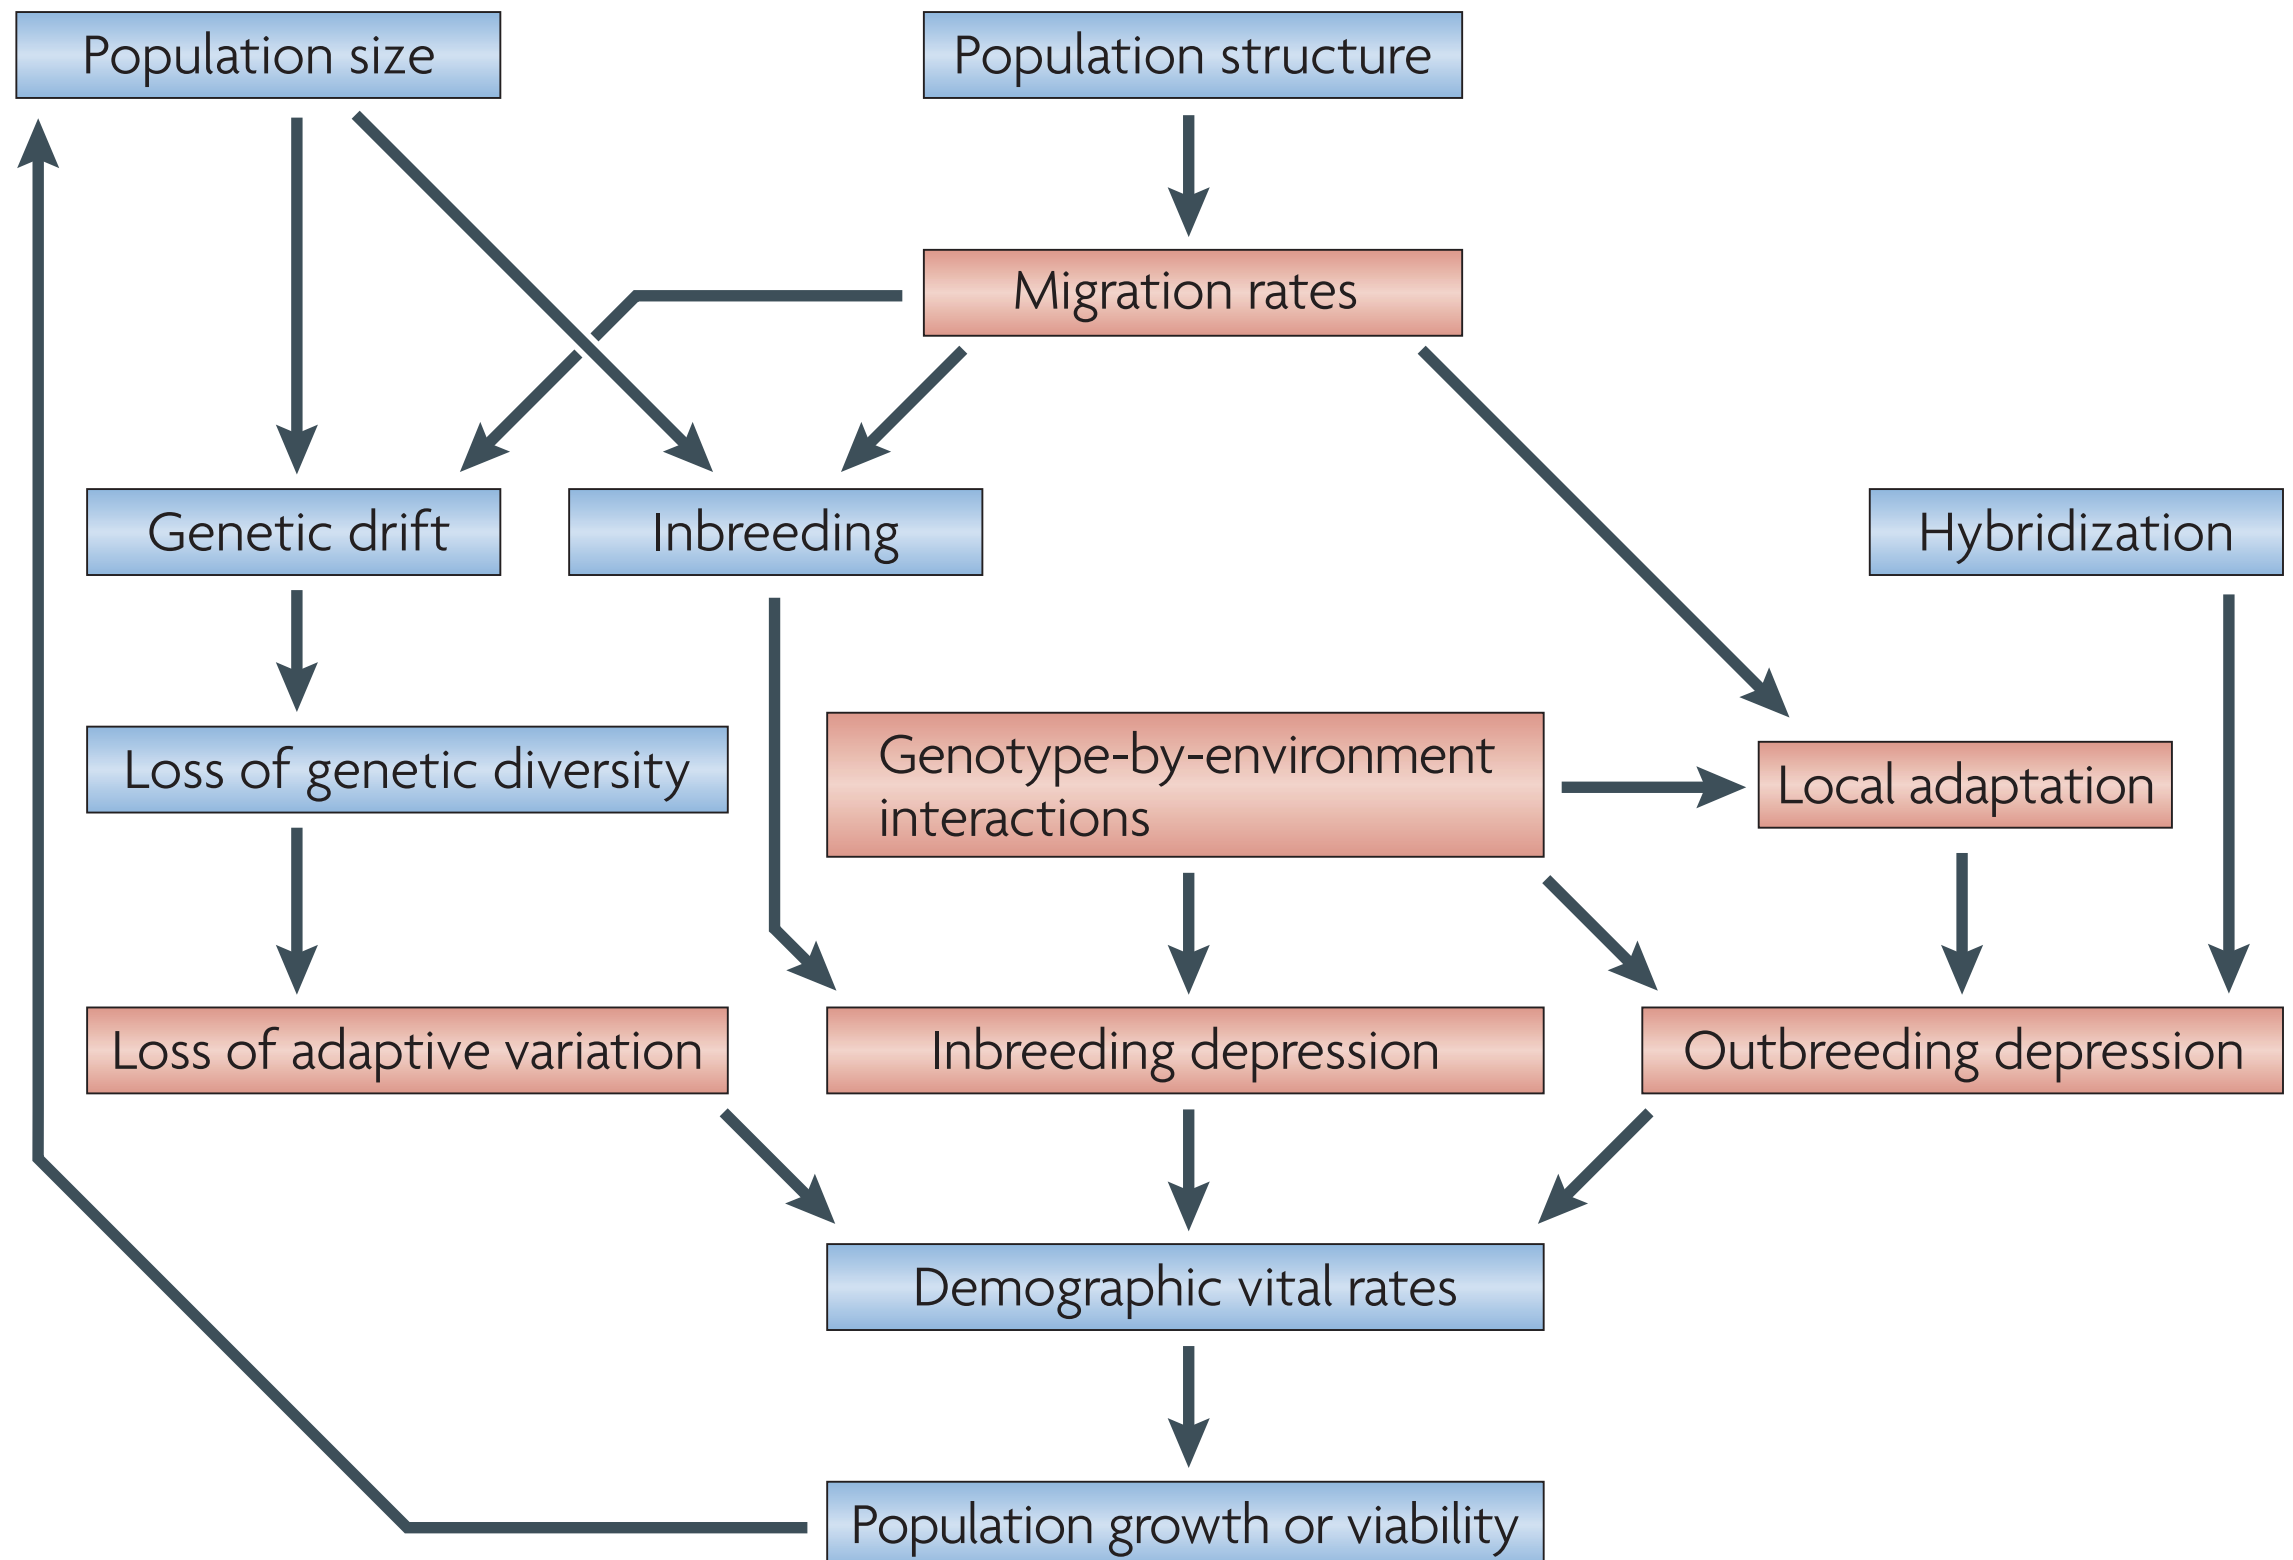 Population size
Population structure
Migration rates
Genetic drift
Inbreeding
Hybridization
Loss of genetic diversity
Genotype-by-environment
interactions
Local adaptation
Loss of adaptive variation
Inbreeding depression
Outbreeding depression
Demographic vital rates
Population growth or viability